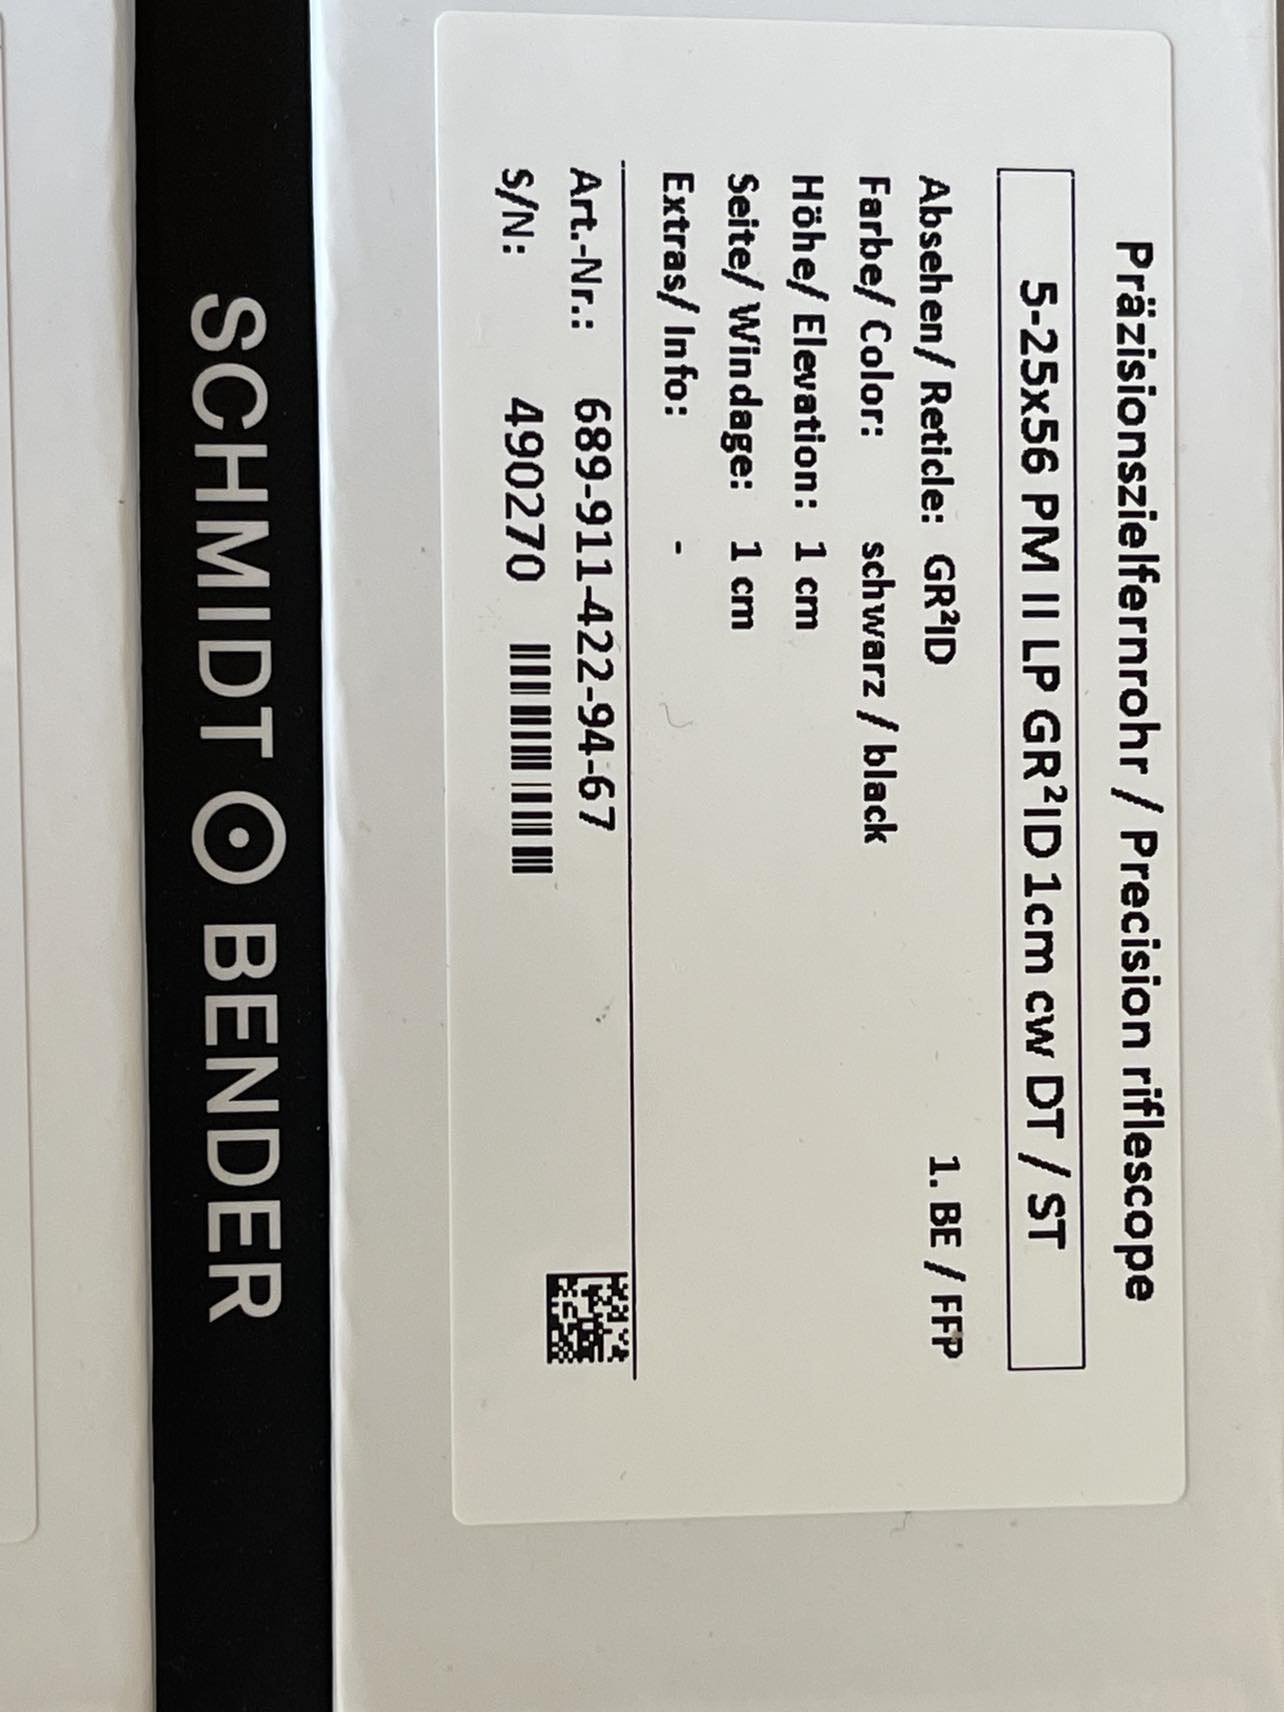 Präzisionszielfernrohr / Precision riflescope
5-25x56 PM II LP GR²ID 1cm cw DT / ST
Absehen/ Reticle: GR²ID 1. BE / FFP
Farbe/ Color: schwarz / black
Höhe/ Elevation: 1 cm
Seite/ Windage: 1 cm
Extras/ Info: -
Art.-Nr.: 689-911-422-94-67
S/N: 490270
SCHMIDT BENDER